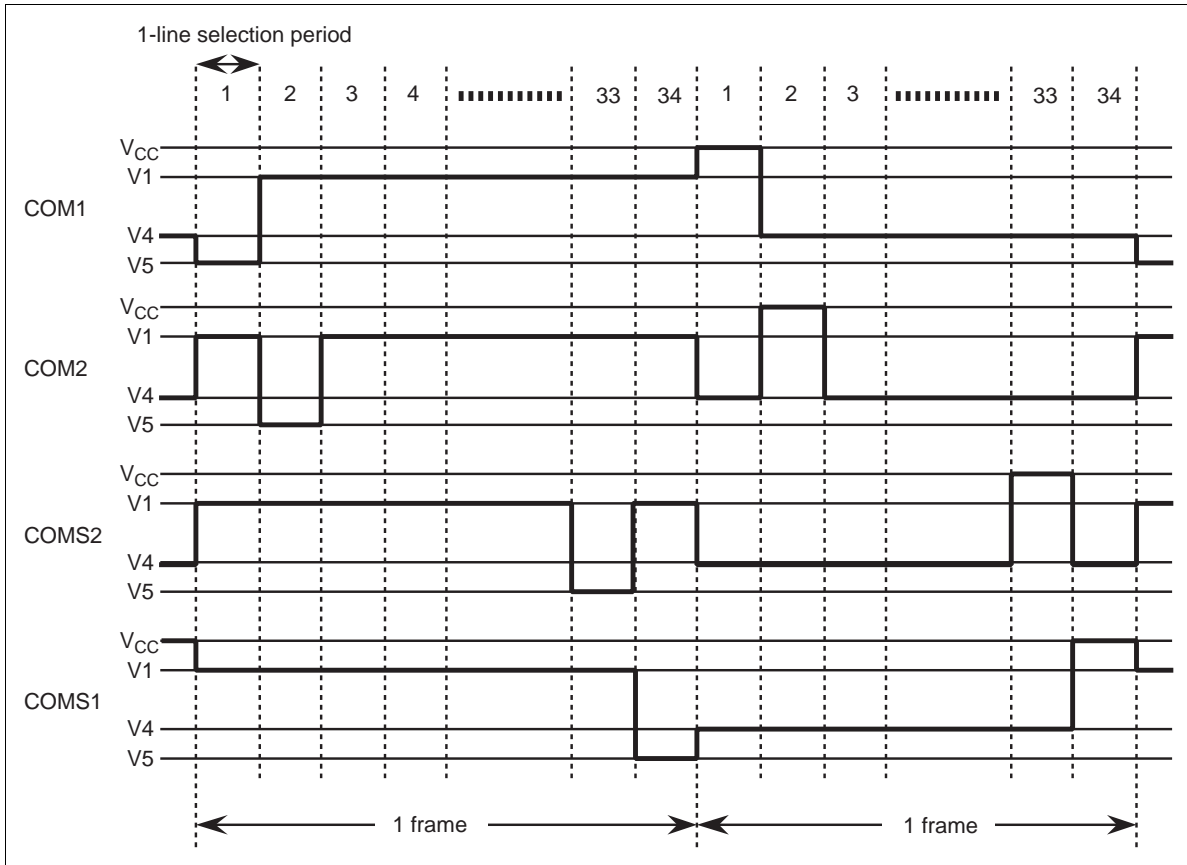 1-line selection period
1 2 3 4 33 34 1 2 3 33 34
VCC
V1
COM1
V4
V5
VCC
V1
COM2
V4
V5
VCC
V1
COMS2
V4
V5
VCC
V1
COMS1
V4
V5
1 frame 1 frame